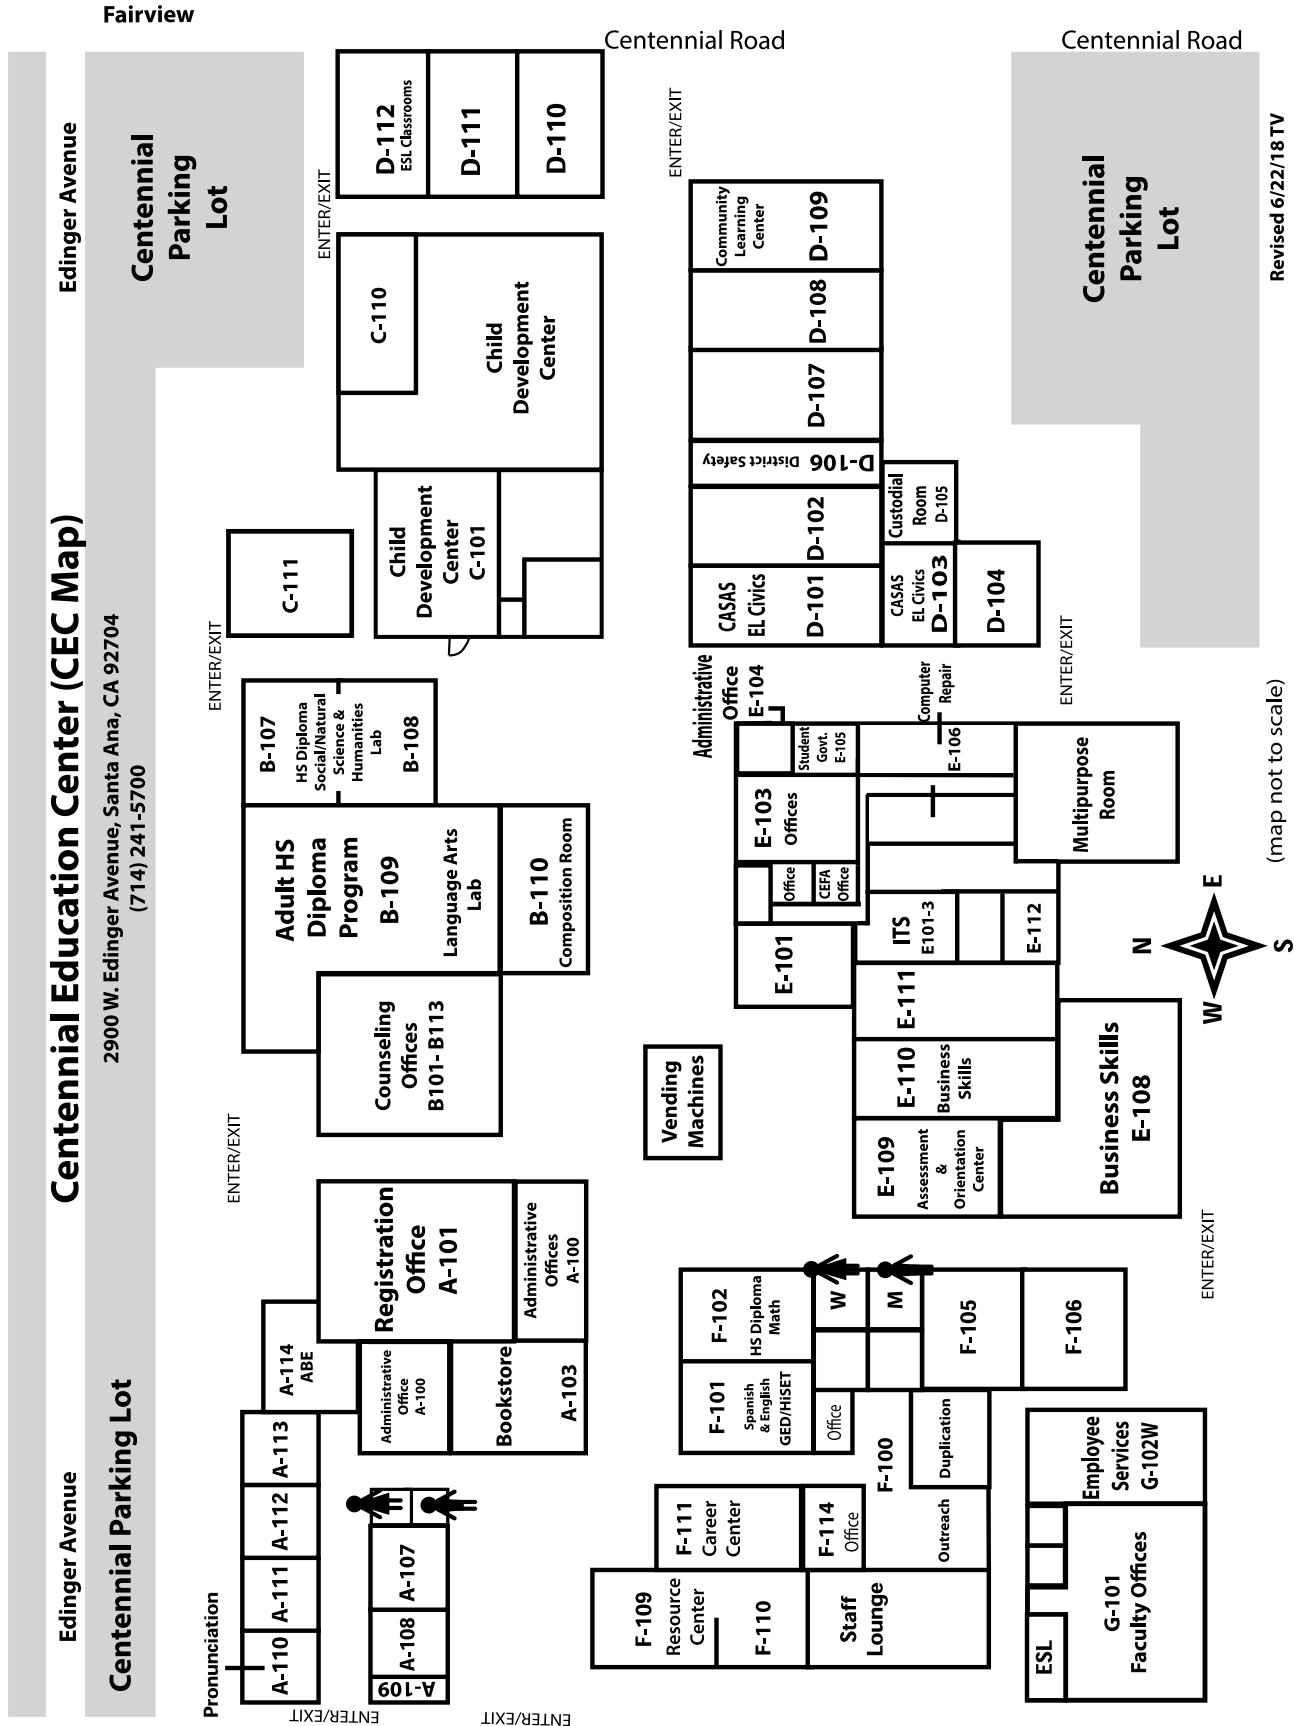 Fairview
Centennial Road
Centennial Road
Edinger Avenue
Edinger Avenue
Centennial Education Center (CEC Map)
2900 W. Edinger Avenue, Santa Ana, CA 92704
(714) 241-5700
Centennial Parking Lot
Centennial
Parking
Lot
Pronunciation
A-110
A-111
A-112
A-113
A-114
ABE
A-109
A-108
A-107
ENTER/EXIT
ENTER/EXIT
Administrative
Office
A-100
Bookstore
A-103
Registration
Office
A-101
Administrative
Offices
A-100
ENTER/EXIT
Counseling
Offices
B101- B113
Adult HS
Diploma
Program
B-109
Language Arts
Lab
B-110
Composition Room
B-107
HS Diploma
Social/Natural
Science &
Humanities
Lab
B-108
ENTER/EXIT
C-111
Child
Development
Center
C-101
C-110
Child
Development
Center
ENTER/EXIT
D-112
ESL Classrooms
D-111
D-110
ENTER/EXIT
F-109
Resource
Center
F-110
F-111
Career
Center
F-114
Office
Staff
Lounge
Outreach
F-100
Duplication
F-101
Spanish
& English
GED/HiSET
Office
F-102
HS Diploma
Math
W
M
F-105
F-106
ESL
G-101
Faculty Offices
Employee
Services
G-102W
ENTER/EXIT
Vending
Machines
E-109
Assessment
&
Orientation
Center
E-110
Business
Skills
E-111
Business Skills
E-108
E-101
ITS
E101-3
E-112
Office
CEFA
Office
E-103
Offices
Student
Govt.
E-105
Administrative
Office
E-104
Computer
Repair
E-106
Multipurpose
Room
ENTER/EXIT
CASAS
EL Civics
D-101
D-102
District Safety
D-106
D-107
D-108
Community
Learning
Center
D-109
CASAS
EL Civics
D-103
Custodial
Room
D-105
D-104
Centennial
Parking
Lot
N
E
S
W
(map not to scale)
Revised 6/22/18 TV